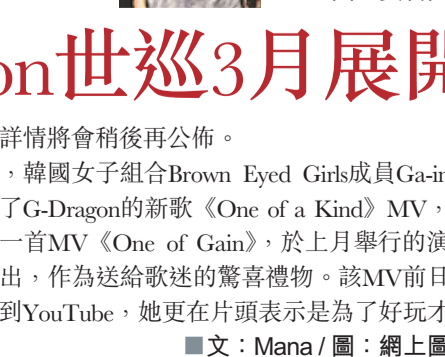 on世巡3月展開
詳情將會稍後再公佈。
，韓國女子組合Brown Eyed Girls成員Ga-in
了G-Dragon的新歌《One of a Kind》MV，
一首MV《One of Gain》，於上月舉行的演
出，作為送給歌迷的驚喜禮物。該MV前日
到YouTube，她更在片頭表示是為了好玩才
■文：Mana / 圖：網上圖